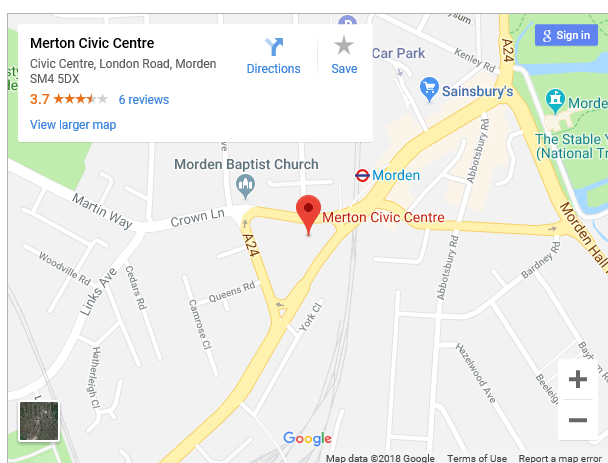 Merton Civic Centre
Civic Centre, London Road, Morden
SM4 5DX
3.7
6 reviews
View larger map
Directions
Save
Sign in
Car Park
Kenley Rd
A24
Sainsbury's
Morden
The Stable Y
(National Tr
Abbotsbury Rd
Morden Baptist Church
Morden
Martin Way
Crown Ln
Merton Civic Centre
A24
Morden Hall
Links Ave
Woodville Rd
Cedars Rd
Queens Rd
Camrose Cl
York Cl
Abbotsbury Rd
Bardney Rd
Hatherleigh Cl
Hazelwood Ave
Beeleig
Google
Map data ©2018 Google
Terms of Use
Report a map error